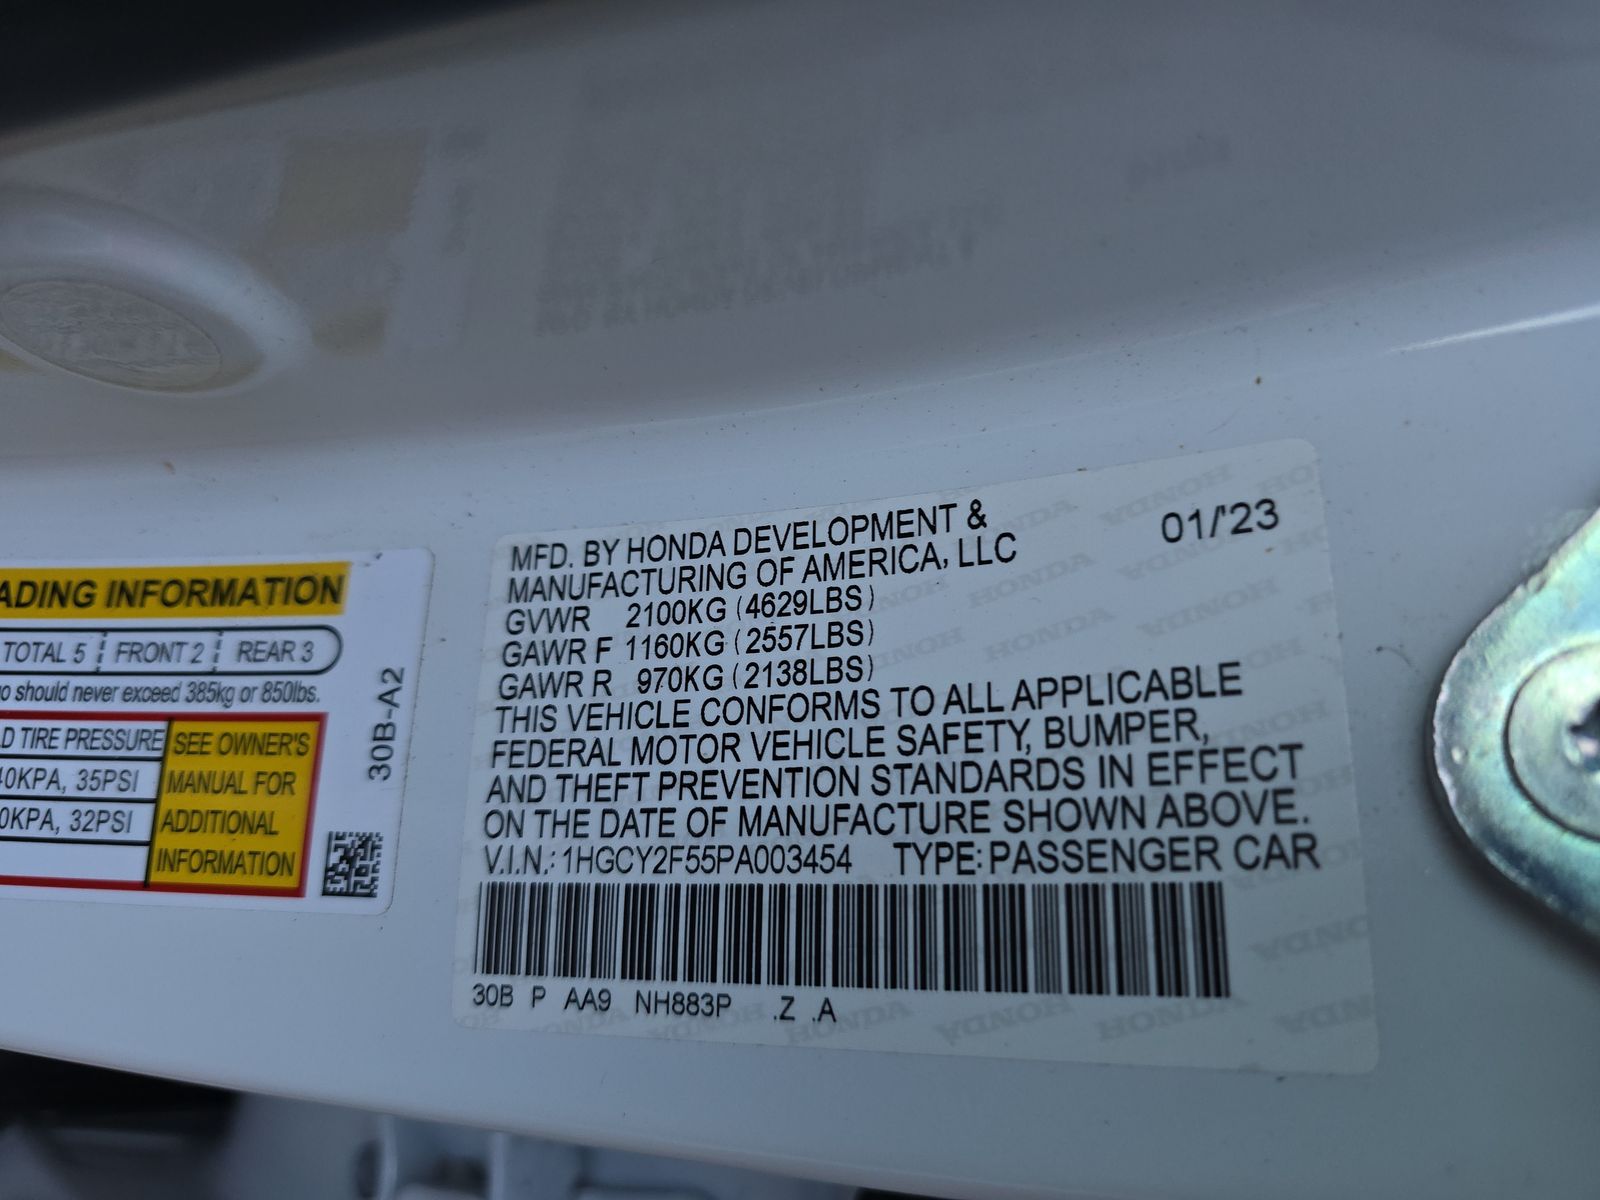 ADING INFORMATION
TOTAL 5 FRONT 2 REAR 3
o should never exceed 385kg or 850lbs.
D TIRE PRESSURE
40KPA, 35PSI
0KPA, 32PSI
SEE OWNER'S
MANUAL FOR
ADDITIONAL
INFORMATION
30B-A2
MFD. BY HONDA DEVELOPMENT &
MANUFACTURING OF AMERICA, LLC
01/'23
GVWR 2100KG (4629LBS)
GAWR F 1160KG (2557LBS)
GAWR R 970KG (2138LBS)
THIS VEHICLE CONFORMS TO ALL APPLICABLE
FEDERAL MOTOR VEHICLE SAFETY, BUMPER,
AND THEFT PREVENTION STANDARDS IN EFFECT
ON THE DATE OF MANUFACTURE SHOWN ABOVE.
V.I.N.: 1HGCY2F55PA003454 TYPE: PASSENGER CAR
30B P AA9 NH883P .Z .A